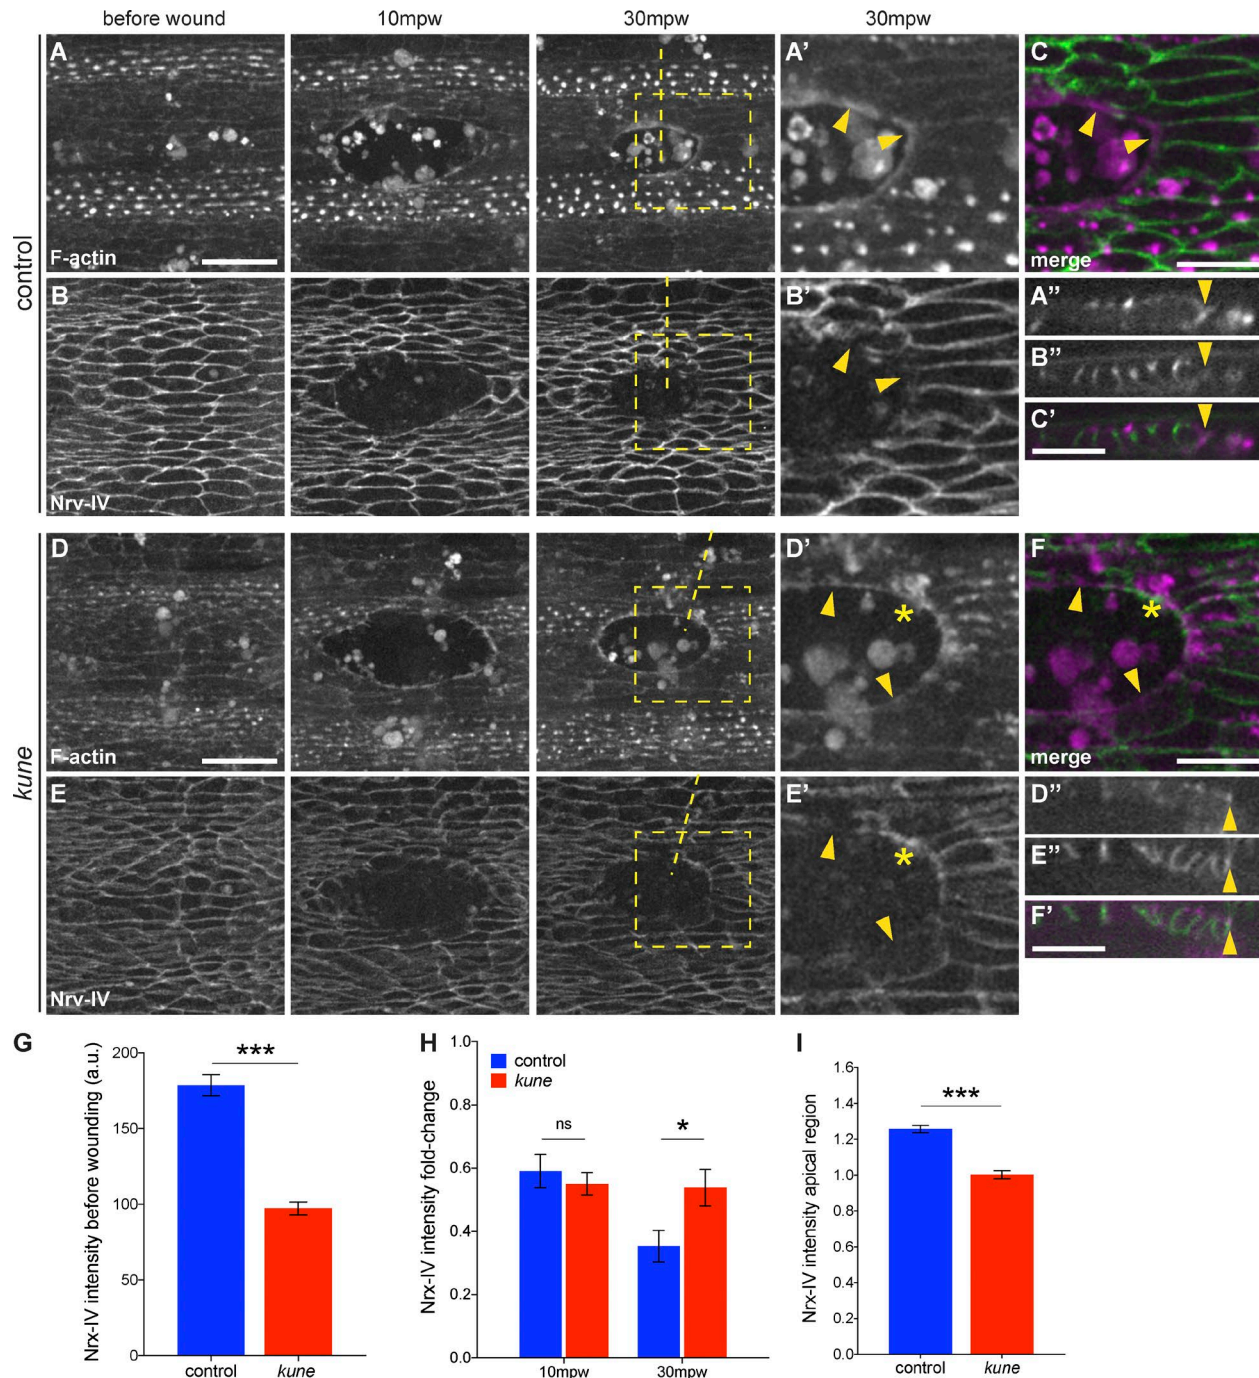 before wound
10mpw
30mpw
30mpw
control
A
F-actin
A'
C
merge
B
Nrv-IV
B'
A''
B''
C'
kune
D
F-actin
D'
*
F
*
merge
E
Nrv-IV
E'
*
D''
E''
F'
G
Nrx-IV intensity before wounding (a.u.)
200
150
100
50
0
***
control
kune
H
Nrx-IV intensity fold-change
1.0
0.8
0.6
0.4
0.2
0.0
control
kune
ns
*
10mpw
30mpw
I
Nrx-IV intensity apical region
1.6
1.4
1.2
1.0
0.8
0.6
0.4
1.2
1.4
***
control
kune